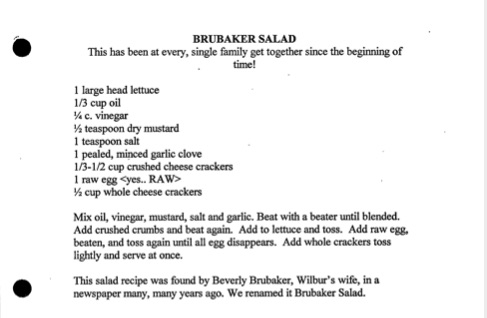 BRUBAKER SALAD
This has been at every, single family get together since the beginning of
time!
1 large head lettuce
1/3 cup oil
¼ c. vinegar
½ teaspoon dry mustard
1 teaspoon salt
1 pealed, minced garlic clove
1/3-1/2 cup crushed cheese crackers
1 raw egg <yes.. RAW>
½ cup whole cheese crackers
Mix oil, vinegar, mustard, salt and garlic. Beat with a beater until blended.
Add crushed crumbs and beat again. Add to lettuce and toss. Add raw egg,
beaten, and toss again until all egg disappears. Add whole crackers toss
lightly and serve at once.
This salad recipe was found by Beverly Brubaker, Wilbur's wife, in a
newspaper many, many years ago. We renamed it Brubaker Salad.